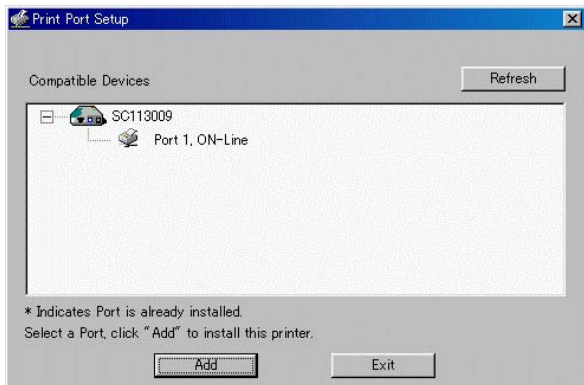 Print Port Setup
Compatible Devices
Refresh
SC113009
Port 1, ON-Line
* Indicates Port is already installed.
Select a Port, click "Add" to install this printer.
Add
Exit